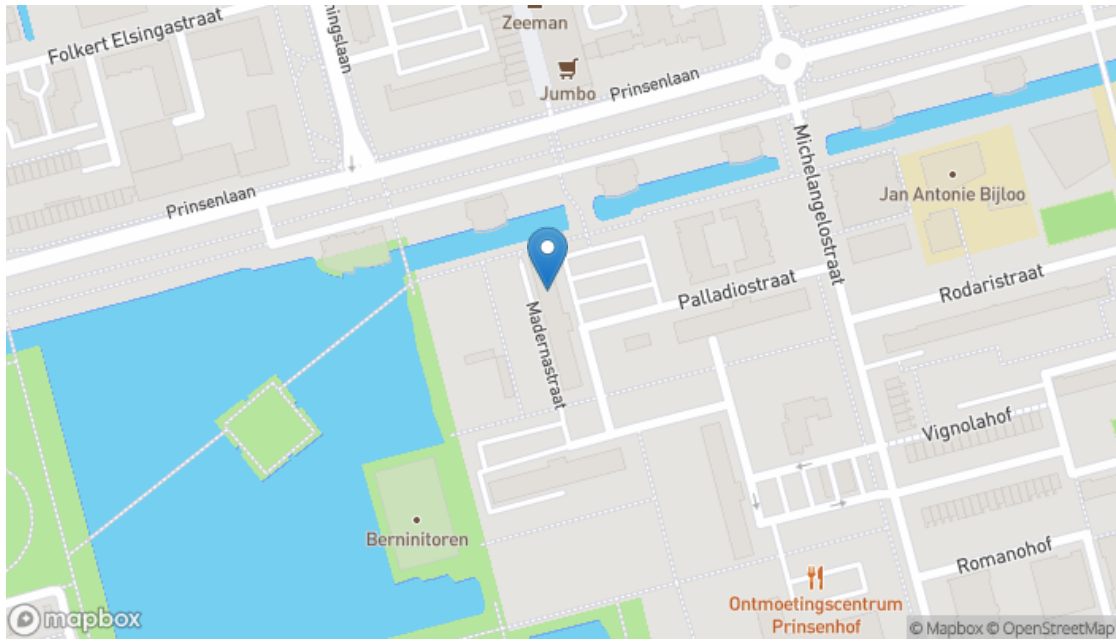 Zeeman
Folkert Elsingastraat
ningslaan
Jumbo
Prinsenlaan
Michelangelostraat
Jan Antonie Bijloo
Prinsenlaan
Palladiostraat
Rodaristraat
Madernastraat
Vignolahof
Berninitoren
Romanohof
Ontmoetingscentrum
Prinsenhof
mapbox
© Mapbox © OpenStreetMap